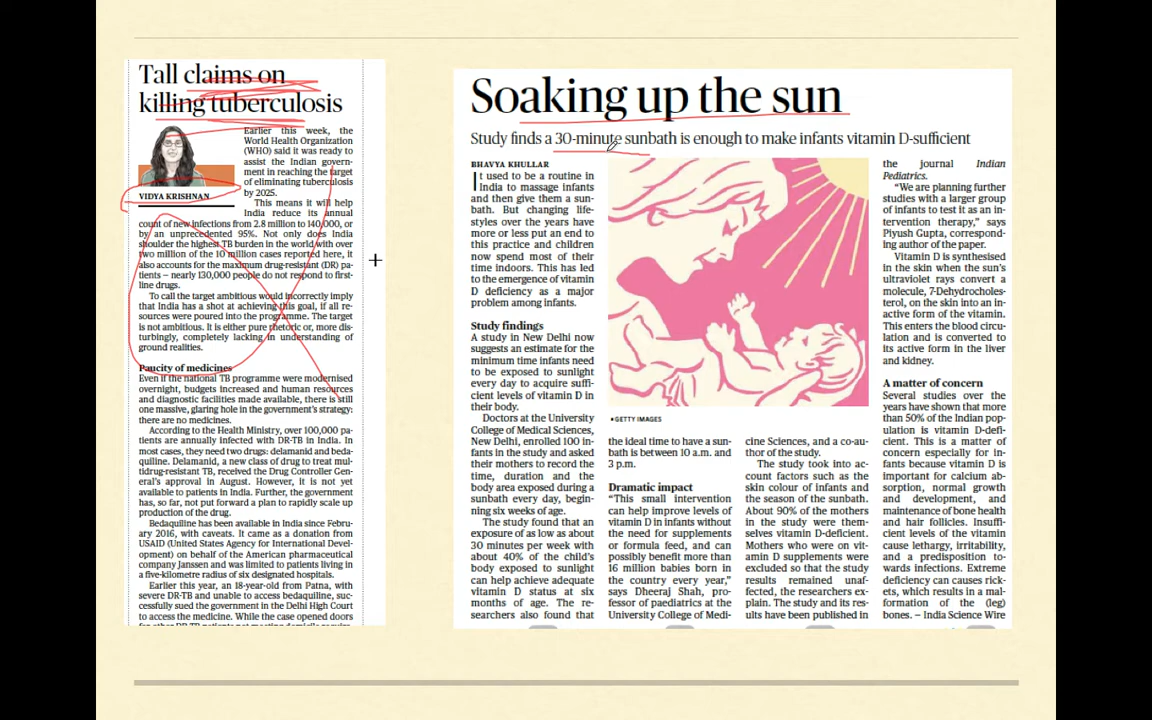 Tall claims on
killing tuberculosis
Earlier this week, the
World Health Organization
(WHO) said it was ready to
assist the Indian govern-
ment in reaching the target
of eliminating tuberculosis
by 2025.
VIDYA KRISHNAN
This means it will help
India reduce its annual
count of new infections from 2.8 million to 140,000, or
by an unprecedented 95%. Not only does India
shoulder the highest TB burden in the world with over
two million of the 10 million cases reported here, it
also accounts for the maximum drug-resistant (DR) pa-
tients – nearly 130,000 people do not respond to first-
line drugs.
To call the target ambitious would incorrectly imply
that India has a shot at achieving this goal, if all re-
sources were poured into the programme. The target
is not ambitious. It is either pure rhetoric or, more dis-
turbingly, completely lacking in understanding of
ground realities.
Paucity of medicines
Even if the national TB programme were modernised
overnight, budgets increased and human resources
and diagnostic facilities made available, there is still
one massive, glaring hole in the government's strategy:
there are no medicines.
According to the Health Ministry, over 100,000 pa-
tients are annually infected with DR-TB in India. In
most cases, they need two drugs: delamanid and beda-
quiline. Delamanid, a new class of drug to treat mul-
tidrug-resistant TB, received the Drug Controller Gen-
eral's approval in August. However, it is not yet
available to patients in India. Further, the government
has, so far, not put forward a plan to rapidly scale up
production of the drug.
Bedaquiline has been available in India since Febru-
ary 2016, with caveats. It came as a donation from
USAID (United States Agency for International Devel-
opment) on behalf of the American pharmaceutical
company Janssen and was limited to patients living in
a five-kilometre radius of six designated hospitals.
Earlier this year, an 18-year-old from Patna, with
severe DR-TB and unable to access bedaquiline, suc-
cessfully sued the government in the Delhi High Court
to access the medicine. While the case opened doors
Soaking up the sun
Study finds a 30-minute sunbath is enough to make infants vitamin D-sufficient
BHAVYA KHULLAR
It used to be a routine in
India to massage infants
and then give them a sun-
bath. But changing life-
styles over the years have
more or less put an end to
this practice and children
now spend most of their
time indoors. This has led
to the emergence of vitamin
D deficiency as a major
problem among infants.
Study findings
A study in New Delhi now
suggests an estimate for the
minimum time infants need
to be exposed to sunlight
every day to acquire suffi-
cient levels of vitamin D in
their body.
Doctors at the University
College of Medical Sciences,
New Delhi, enrolled 100 in-
fants in the study and asked
their mothers to record the
time, duration and the
body area exposed during a
sunbath every day, begin-
ning six weeks of age.
The study found that an
exposure of as low as about
30 minutes per week with
about 40% of the child's
body exposed to sunlight
can help achieve adequate
vitamin D status at six
months of age. The re-
searchers also found that
• GETTY IMAGES
the ideal time to have a sun-
bath is between 10 a.m. and
3 p.m.
Dramatic impact
"This small intervention
can help improve levels of
vitamin D in infants without
the need for supplements
or formula feed, and can
possibly benefit more than
16 million babies born in
the country every year,"
says Dheeraj Shah, pro-
fessor of paediatrics at the
University College of Medi-
cine Sciences, and a co-au-
thor of the study.
The study took into ac-
count factors such as the
skin colour of infants and
the season of the sunbath.
About 90% of the mothers
in the study were them-
selves vitamin D-deficient.
Mothers who were on vit-
amin D supplements were
excluded so that the study
results remained unaf-
fected, the researchers ex-
plain. The study and its res-
ults have been published in
the journal Indian
Pediatrics.
"We are planning further
studies with a larger group
of infants to test it as an in-
tervention therapy," says
Piyush Gupta, correspond-
ing author of the paper.
Vitamin D is synthesised
in the skin when the sun's
ultraviolet rays convert a
molecule, 7-Dehydrocholes-
terol, on the skin into an in-
active form of the vitamin.
This enters the blood circu-
lation and is converted to
its active form in the liver
and kidney.
A matter of concern
Several studies over the
years have shown that more
than 50% of the Indian pop-
ulation is vitamin D-defi-
cient. This is a matter of
concern especially for in-
fants because vitamin D is
important for calcium ab-
sorption, normal growth
and development, and
maintenance of bone health
and hair follicles. Insuffi-
cient levels of the vitamin
cause lethargy, irritability,
and a predisposition to-
wards infections. Extreme
deficiency can causes rick-
ets, which results in a mal-
formation of the (leg)
bones. – India Science Wire